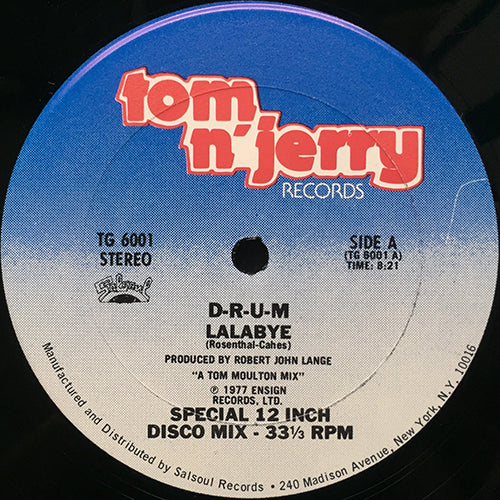 tom
n' jerry
RECORDS
TG 6001
STEREO
SIDE A
(TG 6001 A)
TIME: 8:21
Salsoul
D-R-U-M
LALABYE
(Rosenthal-Cahes)
PRODUCED BY ROBERT JOHN LANGE
"A TOM MOULTON MIX"
℗ 1977 ENSIGN
RECORDS, LTD.
SPECIAL 12 INCH
DISCO MIX - 33⅓ RPM
Manufactured and Distributed by Salsoul Records • 240 Madison Avenue, New York, N.Y. 10016